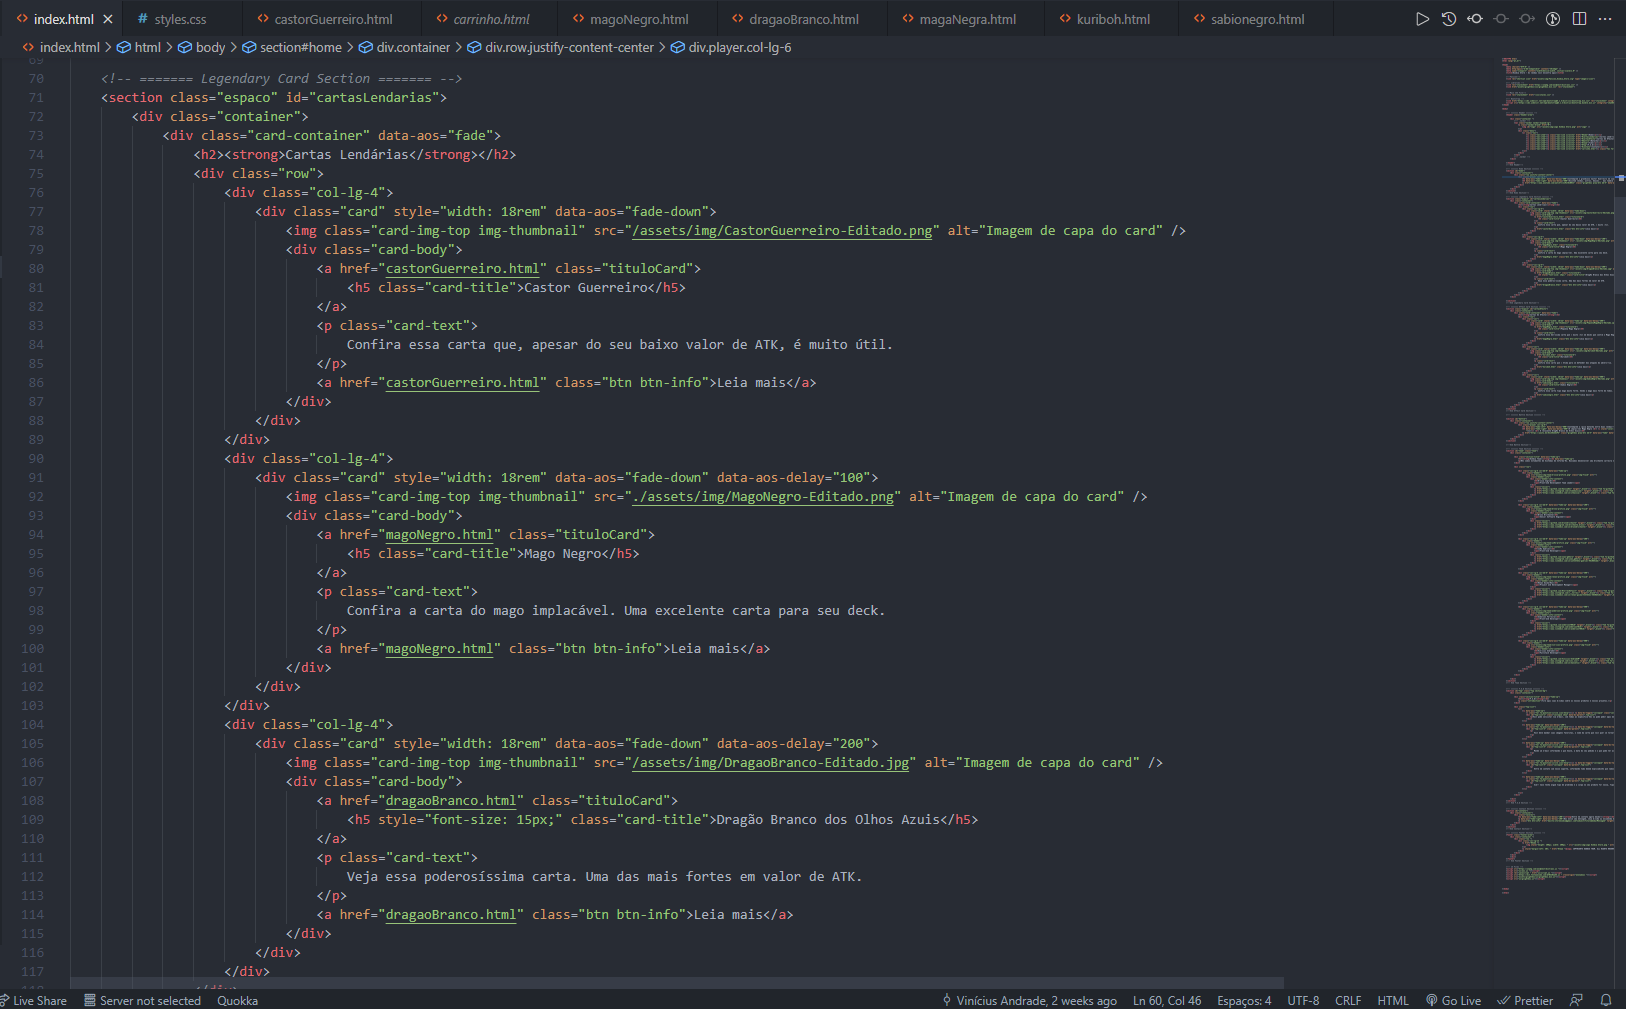 index.html
styles.css
castorGuerreiro.html
carrinho.html
magoNegro.html
dragaoBranco.html
magaNegra.html
kuriboh.html
sabionegro.html
index.html > html > body > section#home > div.container > div.row.justify-content-center > div.player.col-lg-6
69
70 <!-- ======= Legendary Card Section ======= -->
71 <section class="espaco" id="cartasLendarias">
72 <div class="container">
73 <div class="card-container" data-aos="fade">
74 <h2><strong>Cartas Lendárias</strong></h2>
75 <div class="row">
76 <div class="col-lg-4">
77 <div class="card" style="width: 18rem" data-aos="fade-down">
78 <img class="card-img-top img-thumbnail" src="/assets/img/CastorGuerreiro-Editado.png" alt="Imagem de capa do card" />
79 <div class="card-body">
80 <a href="castorGuerreiro.html" class="tituloCard">
81 <h5 class="card-title">Castor Guerreiro</h5>
82 </a>
83 <p class="card-text">
84 Confira essa carta que, apesar do seu baixo valor de ATK, é muito útil.
85 </p>
86 <a href="castorGuerreiro.html" class="btn btn-info">Leia mais</a>
87 </div>
88 </div>
89 </div>
90 <div class="col-lg-4">
91 <div class="card" style="width: 18rem" data-aos="fade-down" data-aos-delay="100">
92 <img class="card-img-top img-thumbnail" src="./assets/img/MagoNegro-Editado.png" alt="Imagem de capa do card" />
93 <div class="card-body">
94 <a href="magoNegro.html" class="tituloCard">
95 <h5 class="card-title">Mago Negro</h5>
96 </a>
97 <p class="card-text">
98 Confira a carta do mago implacável. Uma excelente carta para seu deck.
99 </p>
100 <a href="magoNegro.html" class="btn btn-info">Leia mais</a>
101 </div>
102 </div>
103 </div>
104 <div class="col-lg-4">
105 <div class="card" style="width: 18rem" data-aos="fade-down" data-aos-delay="200">
106 <img class="card-img-top img-thumbnail" src="/assets/img/DragaoBranco-Editado.jpg" alt="Imagem de capa do card" />
107 <div class="card-body">
108 <a href="dragaoBranco.html" class="tituloCard">
109 <h5 style="font-size: 15px;" class="card-title">Dragão Branco dos Olhos Azuis</h5>
110 </a>
111 <p class="card-text">
112 Veja essa poderosíssima carta. Uma das mais fortes em valor de ATK.
113 </p>
114 <a href="dragaoBranco.html" class="btn btn-info">Leia mais</a>
115 </div>
116 </div>
117 </div>
118 </div>
Live Share Server not selected Quokka Vinícius Andrade, 2 weeks ago Ln 60, Col 46 Espaços: 4 UTF-8 CRLF HTML Go Live Prettier